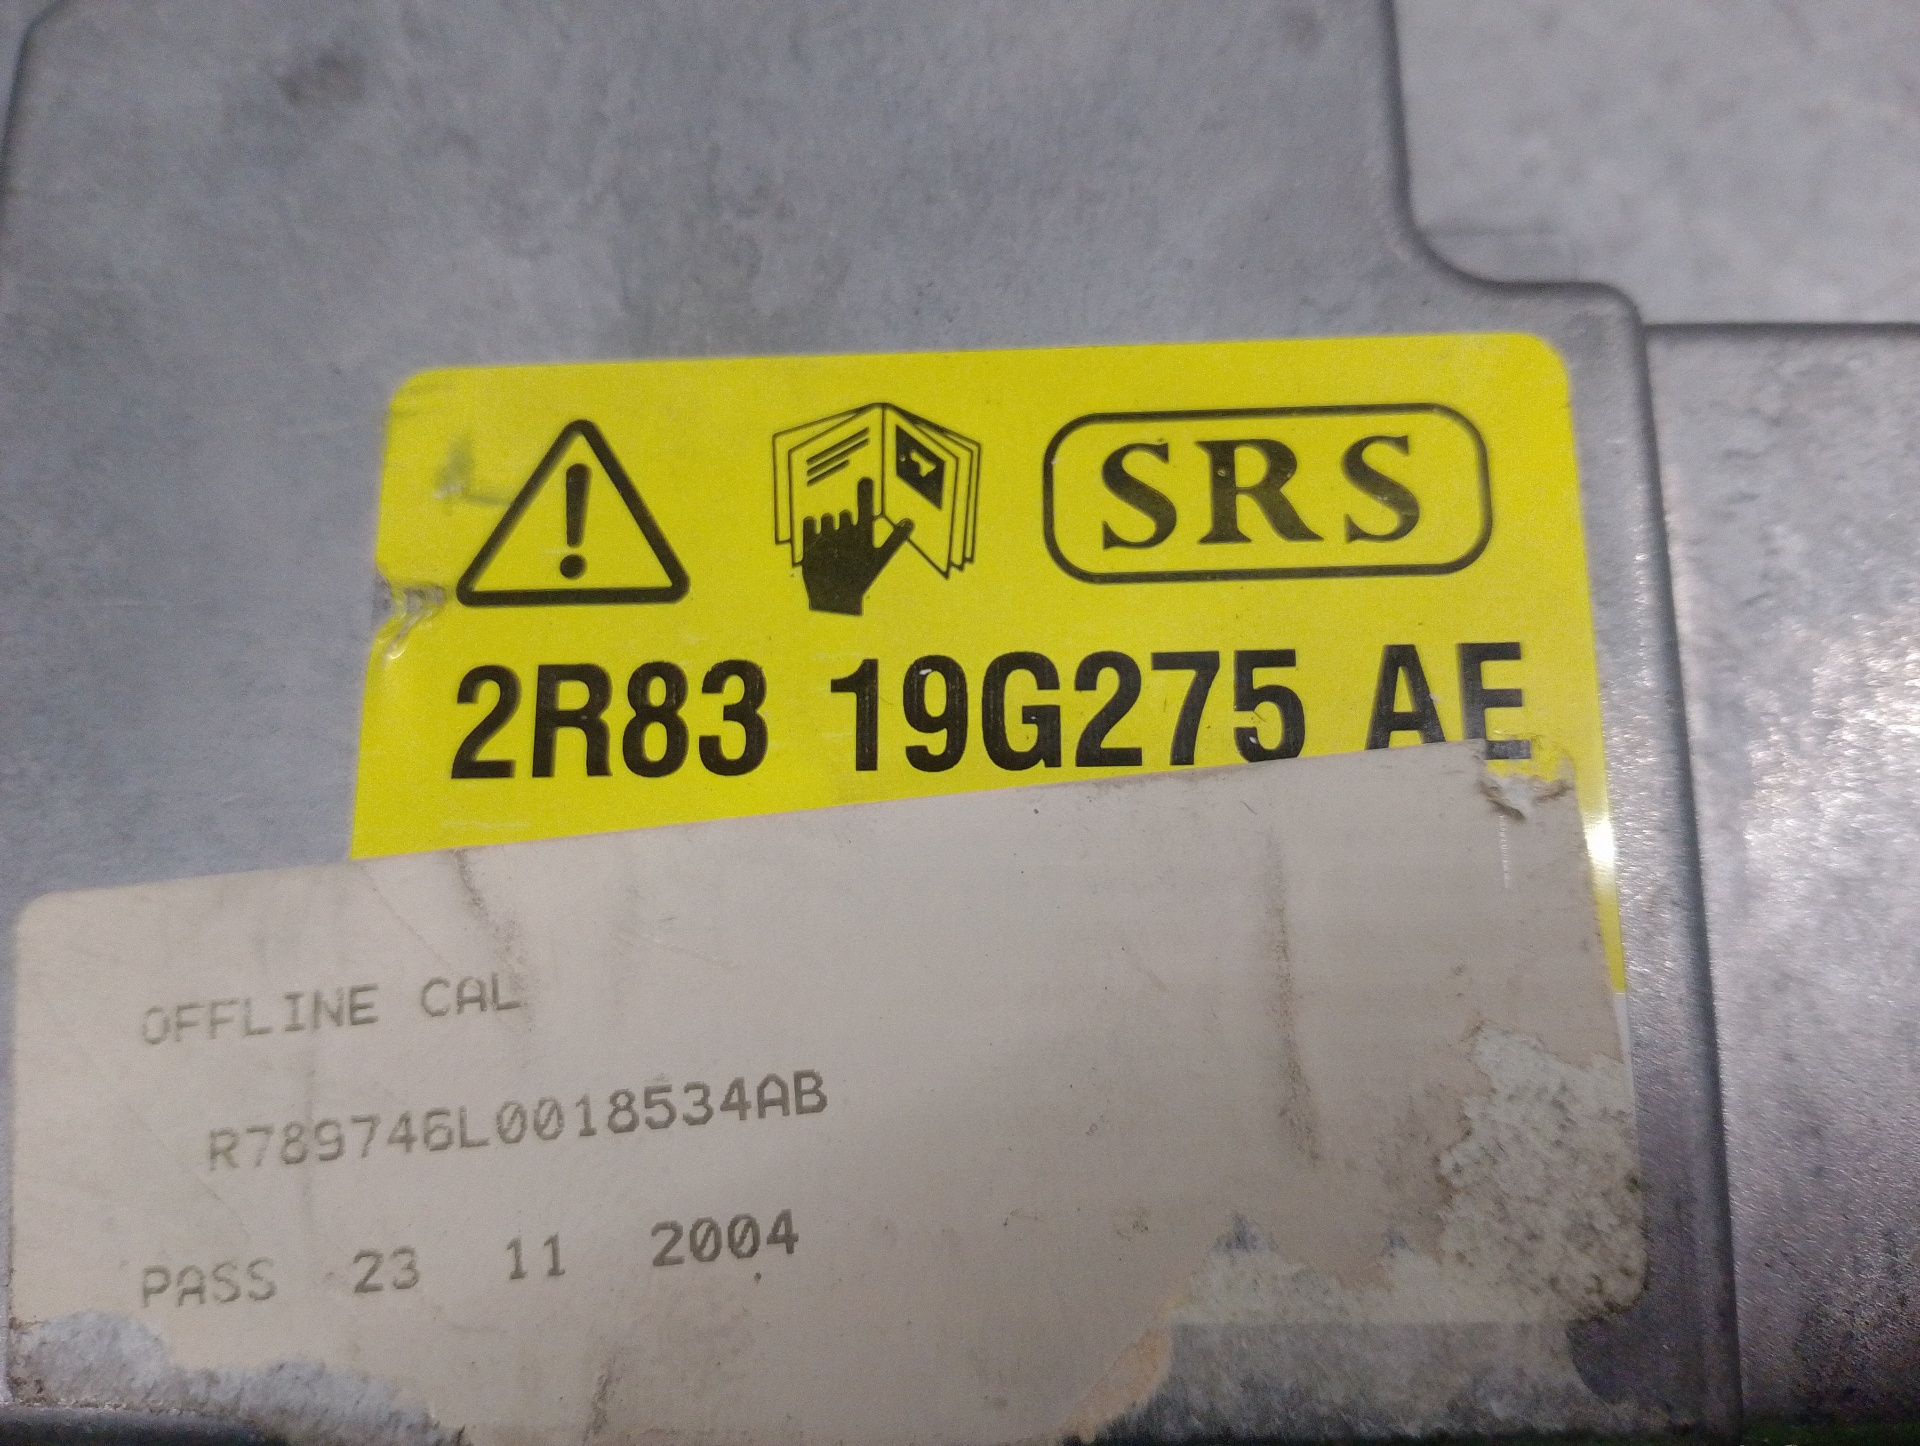 SRS
2R83 19G275 AE
OFFLINE CAL
R789746L0018534AB
PASS 23 11 2004